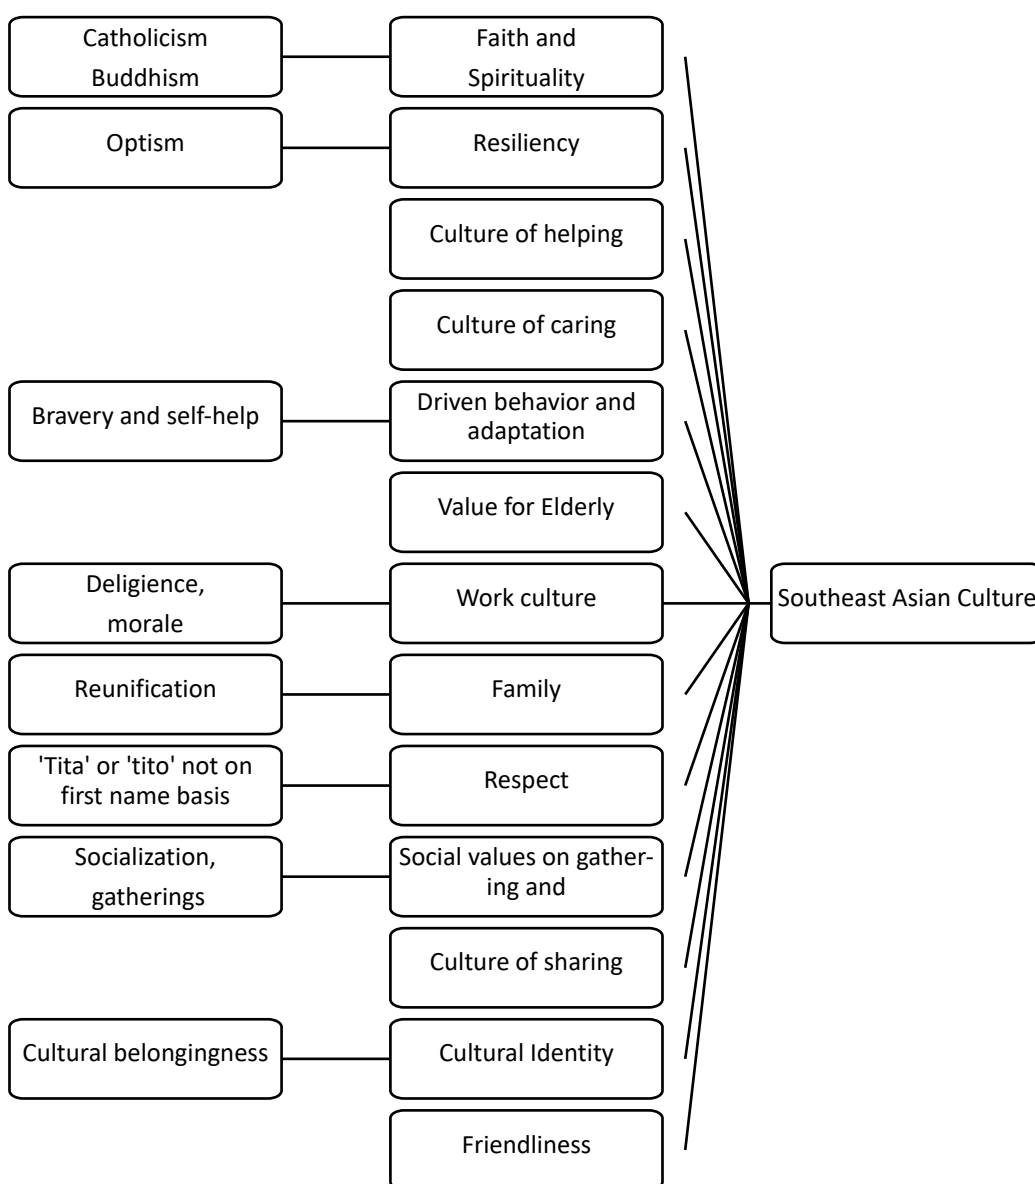 Catholicism
Buddhism
Faith and
Spirituality
Optism
Resiliency
Culture of helping
Culture of caring
Bravery and self-help
Driven behavior and
adaptation
Value for Elderly
Deligience,
morale
Work culture
Southeast Asian Culture
Reunification
Family
'Tita' or 'tito' not on
first name basis
Respect
Socialization,
gatherings
Social values on gather-
ing and
Culture of sharing
Cultural belongingness
Cultural Identity
Friendliness